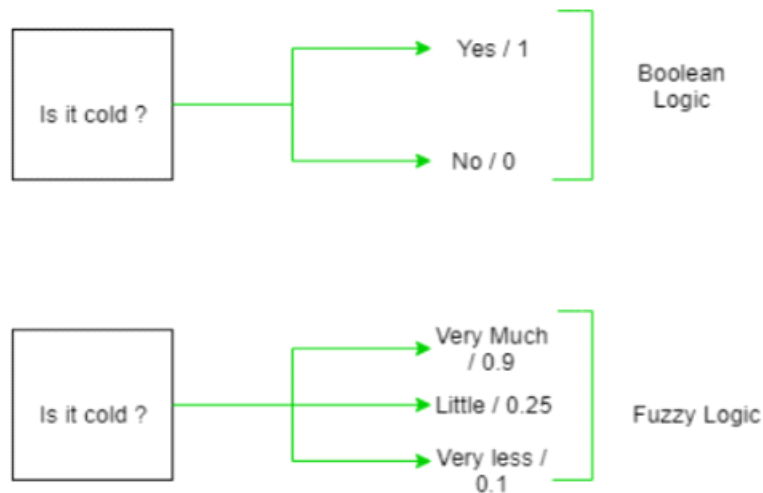 Is it cold ?
Yes / 1
No / 0
Boolean
Logic
Is it cold ?
Very Much
/ 0.9
Little / 0.25
Very less /
0.1
Fuzzy Logic